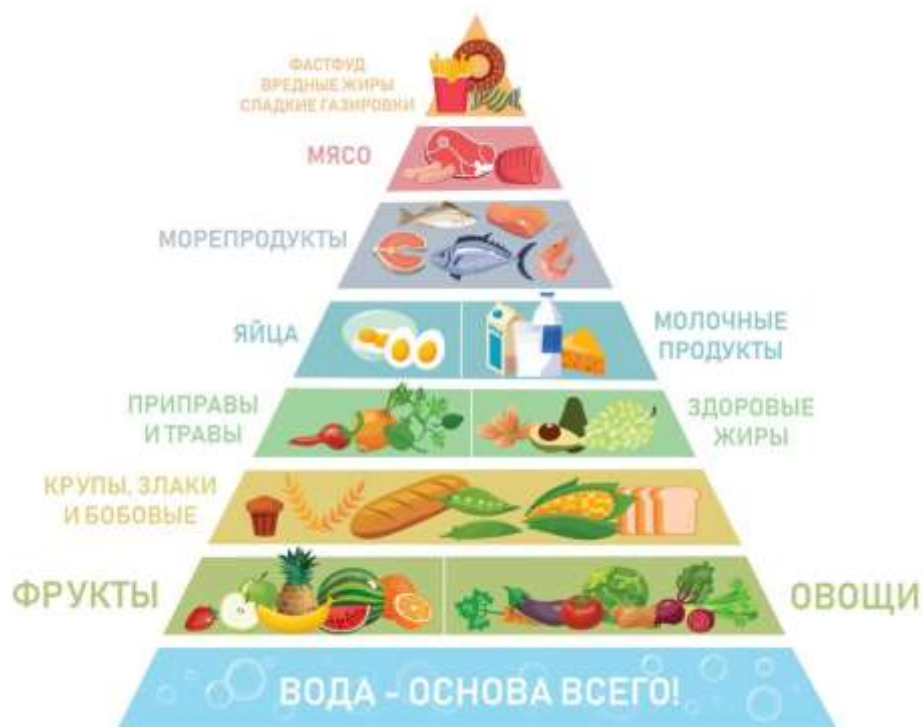 ФАСТФУД
ВРЕДНЫЕ ЖИРЫ
СЛАДКИЕ ГАЗИРОВКИ
МЯСО
МОРЕПРОДУКТЫ
ЯЙЦА
МОЛОЧНЫЕ
ПРОДУКТЫ
ПРИПРАВЫ
И ТРАВЫ
ЗДОРОВЫЕ
ЖИРЫ
КРУПЫ, ЗЛАКИ
И БОБОВЫЕ
ФРУКТЫ
ОВОЩИ
ВОДА - ОСНОВА ВСЕГО!